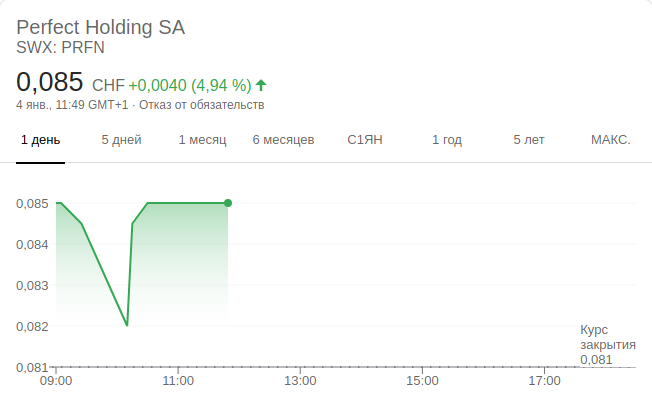 Perfect Holding SA
SWX: PRFN
0,085 CHF +0,0040 (4,94 %)
4 янв., 11:49 GMT+1 · Отказ от обязательств
1 день 5 дней 1 месяц 6 месяцев С1ЯН 1 год 5 лет МАКС.
0,085
0,084
0,083
0,082
Курс
закрытия
0,081
0,081
09:00 11:00 13:00 15:00 17:00